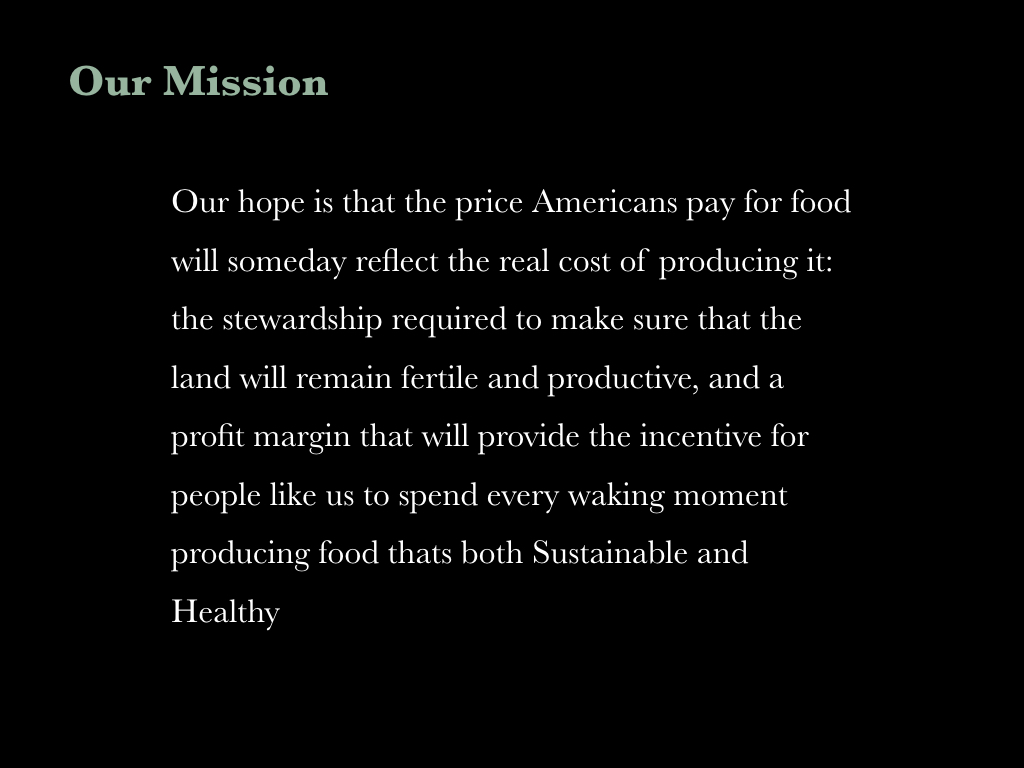 Our Mission
Our hope is that the price Americans pay for food
will someday reflect the real cost of producing it:
the stewardship required to make sure that the
land will remain fertile and productive, and a
profit margin that will provide the incentive for
people like us to spend every waking moment
producing food thats both Sustainable and
Healthy